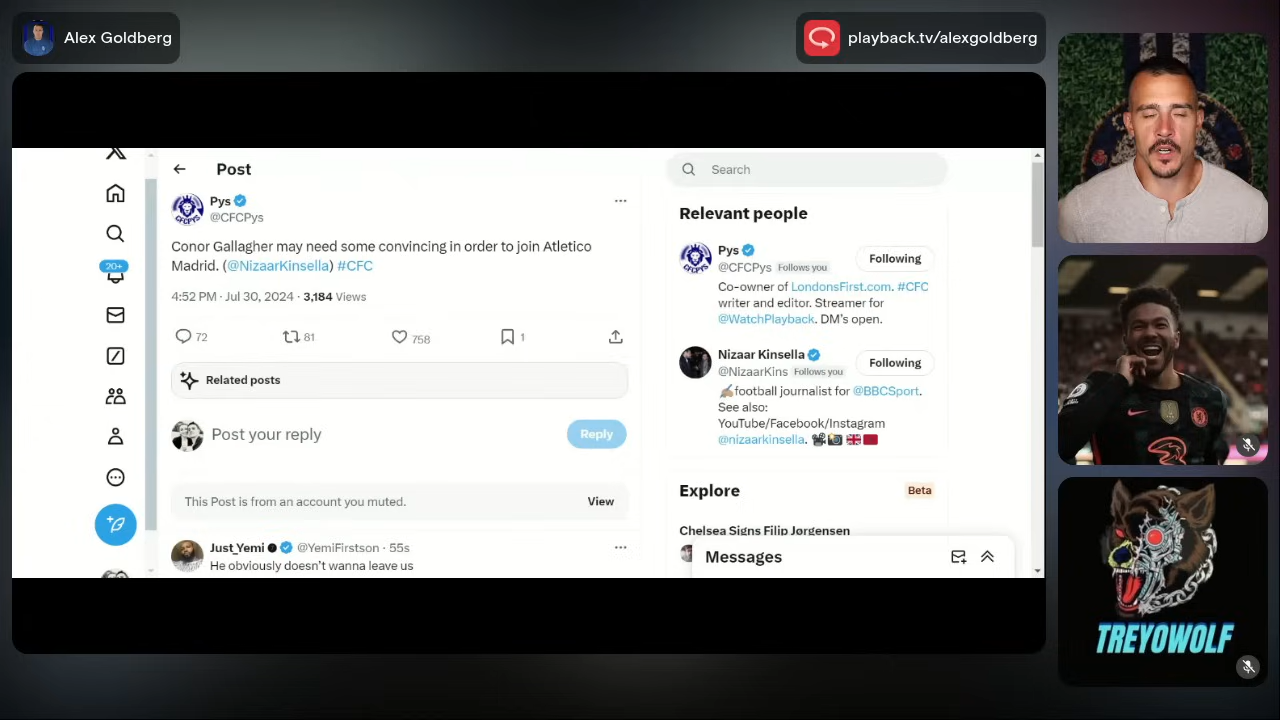 Alex Goldberg
playback.tv/alexgoldberg
Post
Pys
@CFCPys
Conor Gallagher may need some convincing in order to join Atletico
Madrid. (@NizaarKinsella) #CFC
4:52 PM · Jul 30, 2024 · 3,184 Views
72
81
758
1
Related posts
Post your reply
Reply
This Post is from an account you muted.
View
Just_Yemi @YemiFirstson · 55s
He obviously doesn’t wanna leave us
20+
Search
Relevant people
Pys
@CFCPys Follows you
Following
Co-owner of LondonsFirst.com. #CFC
writer and editor. Streamer for
@WatchPlayback. DM’s open.
Nizaar Kinsella
@NizaarKins Follows you
Following
football journalist for @BBCSport.
See also:
YouTube/Facebook/Instagram
@nizaarkinsella.
Explore
Beta
Chelsea Signs Filip Jørgensen
Messages
TREYOWOLF